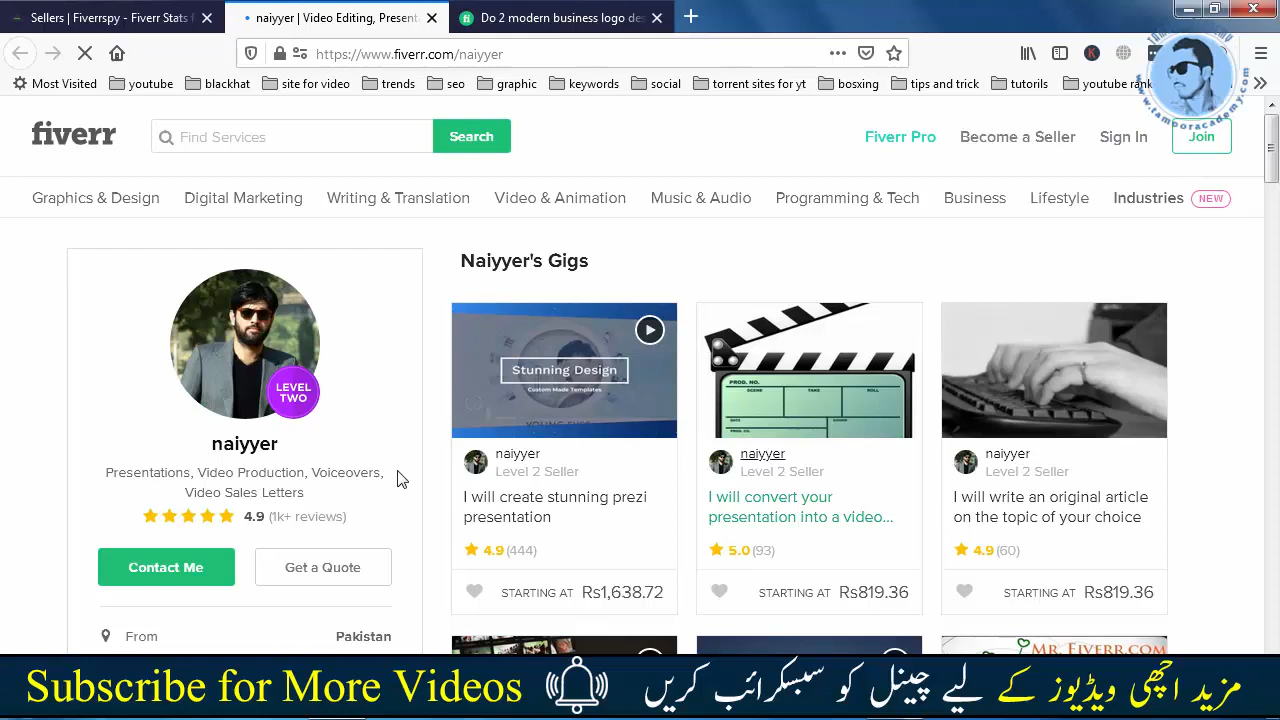 Sellers | Fiverrspy - Fiverr Stats f
naiyyer | Video Editing, Present
Do 2 modern business logo des
https://www.fiverr.com/naiyyer
Most Visited
youtube
blackhat
site for video
trends
seo
graphic
keywords
social
torrent sites for yt
bosxing
tips and trick
tutorils
youtube rank
www.tamboracademy.com
fiverr
Find Services
Search
Fiverr Pro
Become a Seller
Sign In
Join
Graphics & Design
Digital Marketing
Writing & Translation
Video & Animation
Music & Audio
Programming & Tech
Business
Lifestyle
Industries NEW
LEVEL
TWO
naiyyer
Presentations, Video Production, Voiceovers,
Video Sales Letters
4.9 (1k+ reviews)
Contact Me
Get a Quote
From
Pakistan
Naiyyer's Gigs
Stunning Design
Custom Made Templates
naiyyer
Level 2 Seller
I will create stunning prezi
presentation
4.9 (444)
STARTING AT Rs1,638.72
PROD. NO.
SCENE
TAKE
ROLL
DATE
PROD. CO.
naiyyer
Level 2 Seller
I will convert your
presentation into a video...
5.0 (93)
STARTING AT Rs819.36
naiyyer
Level 2 Seller
I will write an original article
on the topic of your choice
4.9 (60)
STARTING AT Rs819.36
MR. FIVERR.COM
Subscribe for More Videos
مزید اچھی ویڈیوز کے لیے چینل کو سبسکرائب کریں